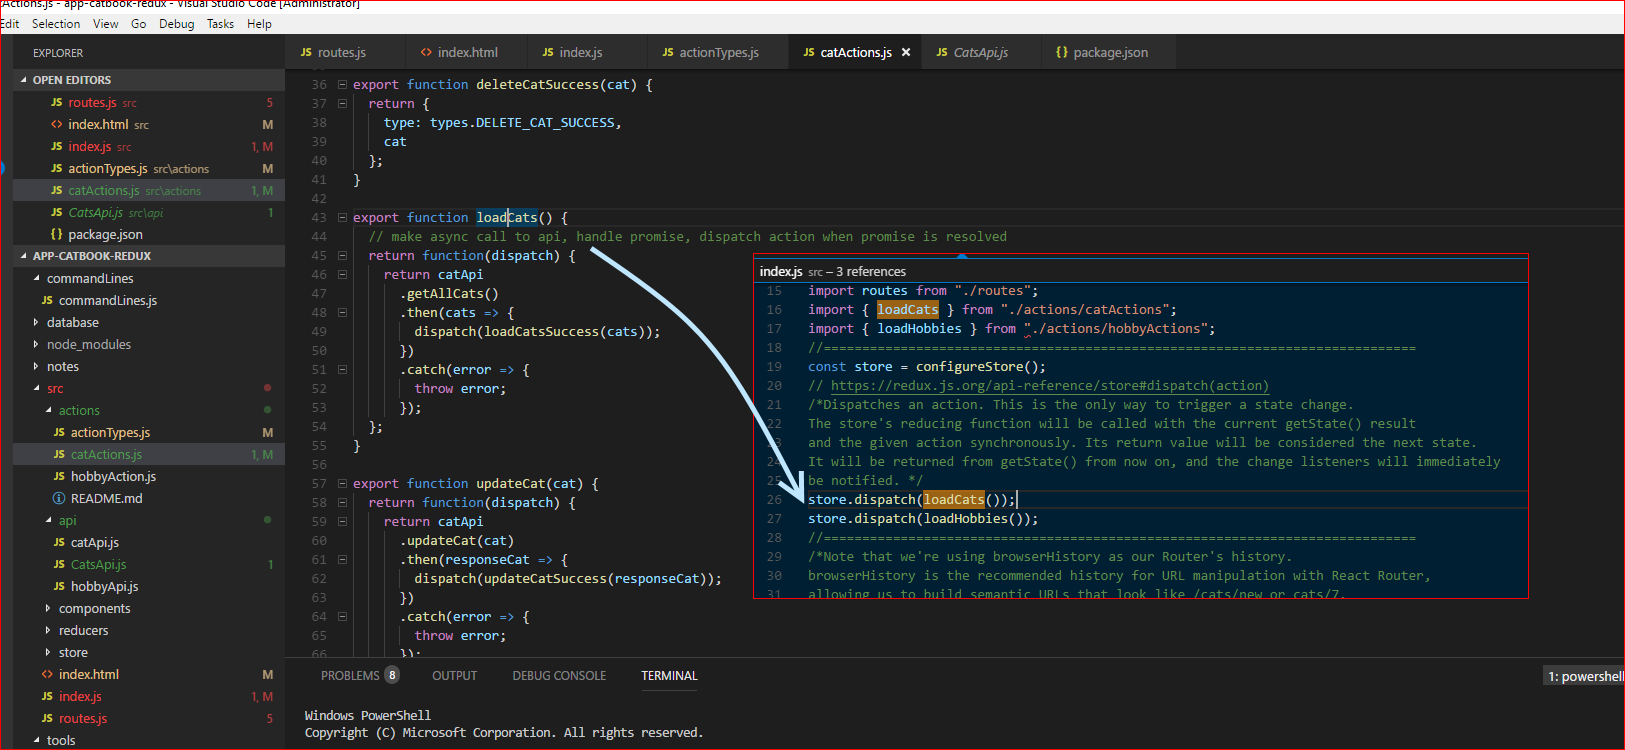 Actions.js - app-catbook-redux - Visual Studio Code [Administrator]
Edit Selection View Go Debug Tasks Help
EXPLORER
OPEN EDITORS
JS routes.js src 5
<> index.html src M
JS index.js src 1, M
JS actionTypes.js src\actions M
JS catActions.js src\actions 1, M
JS CatsApi.js src\api 1
{} package.json
APP-CATBOOK-REDUX
commandLines
JS commandLines.js
database
node_modules
notes
src
actions
JS actionTypes.js M
JS catActions.js 1, M
JS hobbyAction.js
README.md
api
JS catApi.js
JS CatsApi.js 1
JS hobbyApi.js
components
reducers
store
<> index.html M
JS index.js 1, M
JS routes.js 5
tools
JS routes.js <> index.html JS index.js JS actionTypes.js JS catActions.js × JS CatsApi.js {} package.json
36 export function deleteCatSuccess(cat) {
37 return {
38 type: types.DELETE_CAT_SUCCESS,
39 cat
40 };
41 }
42
43 export function loadCats() {
44 // make async call to api, handle promise, dispatch action when promise is resolved
45 return function(dispatch) {
46 return catApi
47 .getAllCats()
48 .then(cats => {
49 dispatch(loadCatsSuccess(cats));
50 })
51 .catch(error => {
52 throw error;
53 });
54 };
55 }
56
57 export function updateCat(cat) {
58 return function(dispatch) {
59 return catApi
60 .updateCat(cat)
61 .then(responseCat => {
62 dispatch(updateCatSuccess(responseCat));
63 })
64 .catch(error => {
65 throw error;
66 });
index.js src – 3 references
15 import routes from "./routes";
16 import { loadCats } from "./actions/catActions";
17 import { loadHobbies } from "./actions/hobbyActions";
18 //=============================================================================
19 const store = configureStore();
20 // https://redux.js.org/api-reference/store#dispatch(action)
21 /*Dispatches an action. This is the only way to trigger a state change.
22 The store's reducing function will be called with the current getState() result
23 and the given action synchronously. Its return value will be considered the next state.
24 It will be returned from getState() from now on, and the change listeners will immediately
25 be notified. */
26 store.dispatch(loadCats());
27 store.dispatch(loadHobbies());
28 //=============================================================================
29 /*Note that we're using browserHistory as our Router's history.
30 browserHistory is the recommended history for URL manipulation with React Router,
31 allowing us to build semantic URLs that look like /cats/new or cats/7.
PROBLEMS 8 OUTPUT DEBUG CONSOLE TERMINAL 1: powershell
Windows PowerShell
Copyright (C) Microsoft Corporation. All rights reserved.